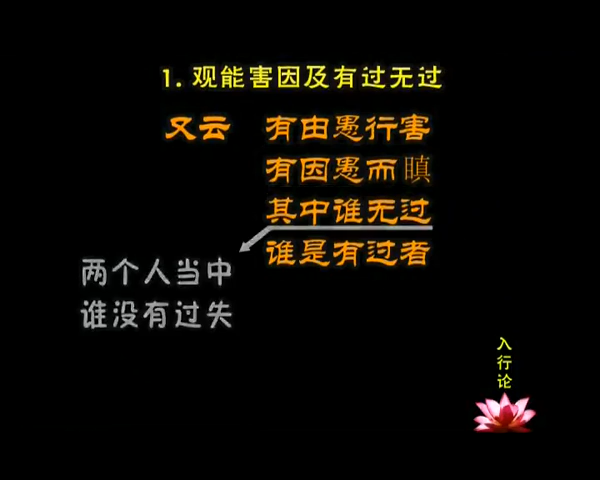 1. 观能害因及有过无过
又云 有由愚行害
有因愚而瞋
其中谁无过
谁是有过者
两个人当中
谁没有过失
入行论